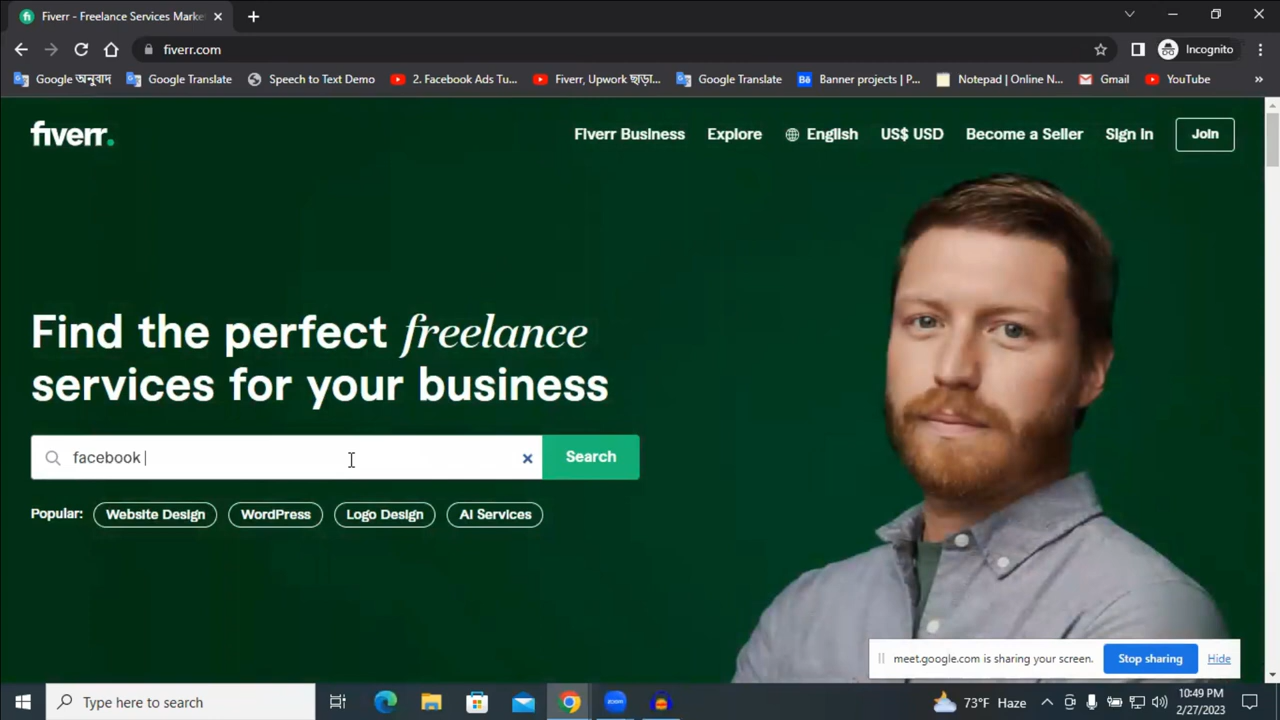 Fiverr - Freelance Services Marke
fiverr.com
Incognito
Google অনুবাদ
Google Translate
Speech to Text Demo
2. Facebook Ads Tu...
Fiverr, Upwork ছাড়া...
Google Translate
Bē Banner projects | P...
Notepad | Online N...
Gmail
YouTube
»
fiverr.
Fiverr Business
Explore
English
US$ USD
Become a Seller
Sign in
Join
Find the perfect freelance
services for your business
facebook
Search
Popular:
Website Design
WordPress
Logo Design
AI Services
meet.google.com is sharing your screen.
Stop sharing
Hide
Type here to search
zoom
73°F Haze
10:49 PM
2/27/2023